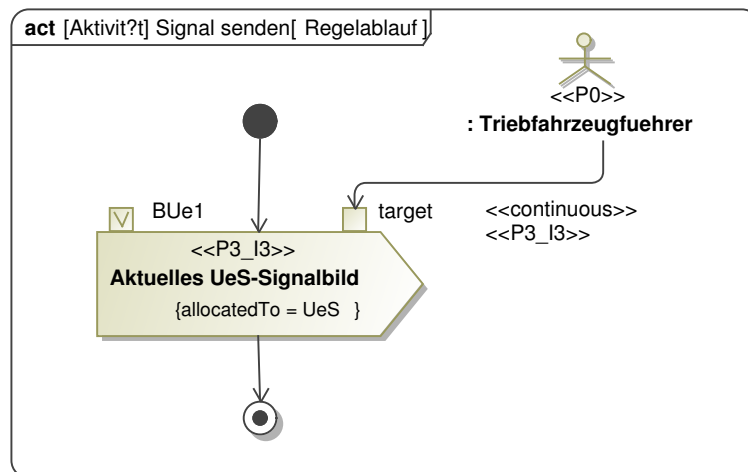 act [Aktivit?t] Signal senden[ Regelablauf ]
<<P0>>
: Triebfahrzeugfuehrer
BUe1
target
<<continuous>>
<<P3_I3>>
<<P3_I3>>
Aktuelles UeS-Signalbild
{allocatedTo = UeS }